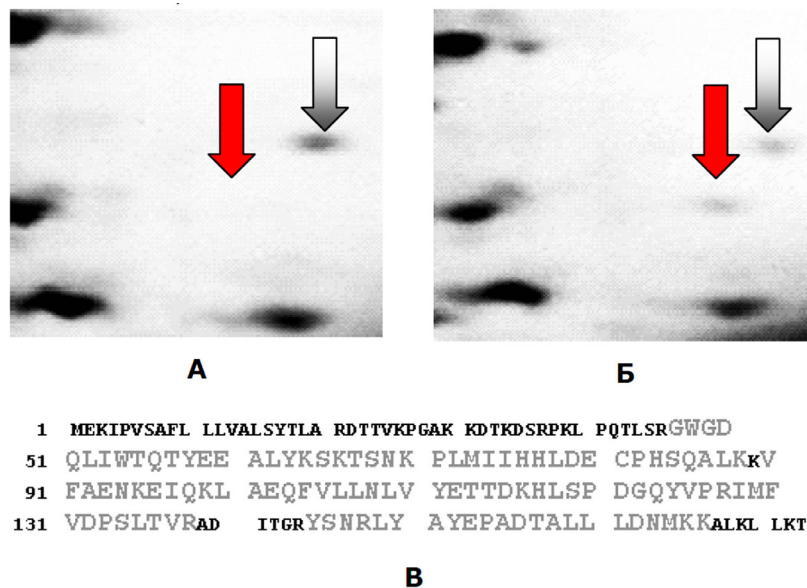 А
Б
1 MEKIPVSAFL LLVALSYTLA RDTTVKPGAK KDTKDSRPKL PQTLSRGWGD
51 QLIWTQTYEE ALYKSKTSNK PLMIIHHLDE CPHSQALKKV
91 FAENKEIQKL AEQFVLLNLV YETTDKHLSP DGQYVPRIMF
131 VDPSLTVRAD ITGRYSNRLY AYEPADTALL LDNMKKALKL LKT
В